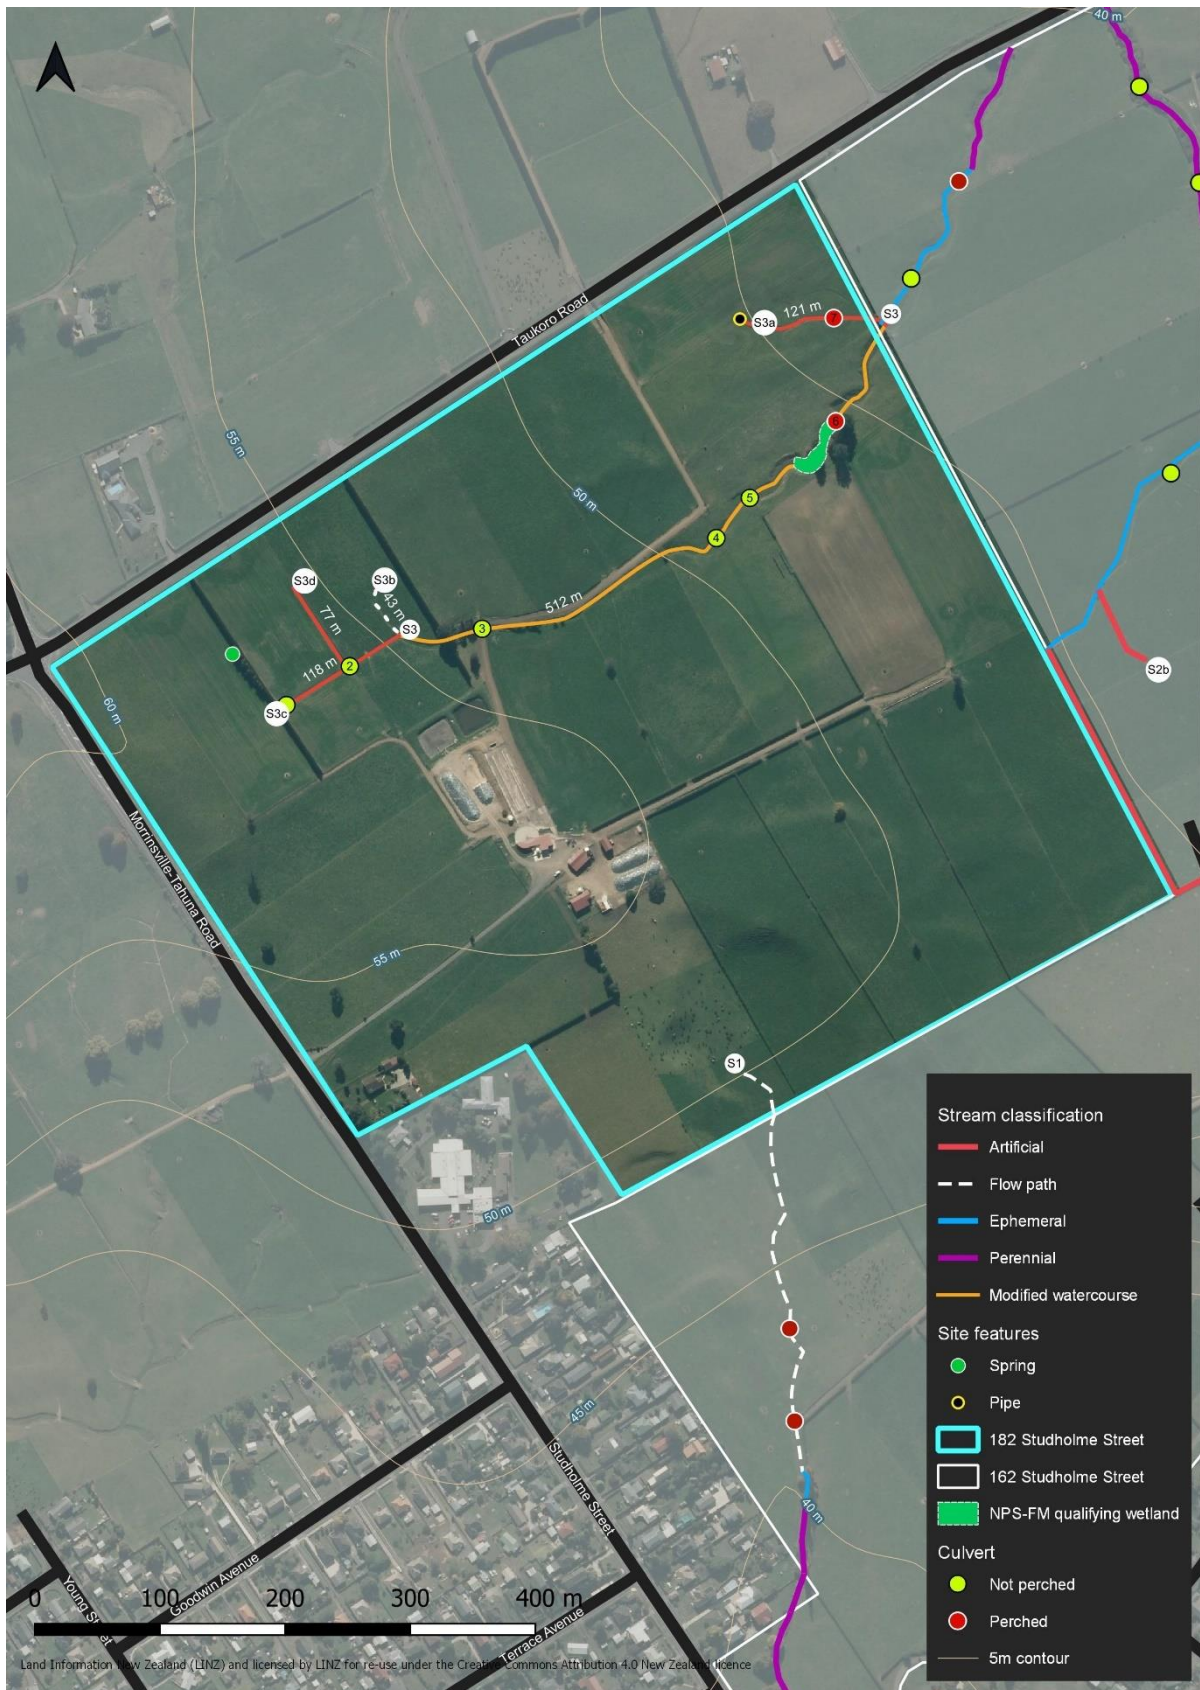 40 m
Taukoro Road
S3a
121 m
7
S3
6
55 m
50 m
5
4
S3d
S3b
43 m
77 m
S3
3
512 m
118 m
2
S3c
S2b
60 m
Morrinsville-Tahuna Road
55 m
S1
50 m
45 m
40 m
Studholme Street
Goodwin Avenue
Young Street
Terrace Avenue
Stream classification
Artificial
Flow path
Ephemeral
Perennial
Modified watercourse
Site features
Spring
Pipe
182 Studholme Street
162 Studholme Street
NPS-FM qualifying wetland
Culvert
Not perched
Perched
5m contour
0 100 200 300 400 m
Land Information New Zealand (LINZ) and licensed by LINZ for re-use under the Creative Commons Attribution 4.0 New Zealand licence